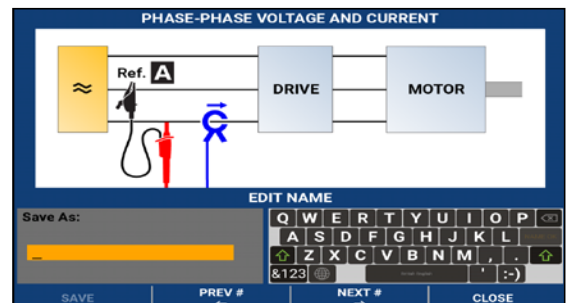 PHASE-PHASE VOLTAGE AND CURRENT
≈
Ref. A
DRIVE
MOTOR
EDIT NAME
Save As:
_
Q W E R T Y U I O P
A S D F G H J K L
Z X C V B N M , .
&123 ' :-)
SAVE
PREV #
NEXT #
CLOSE